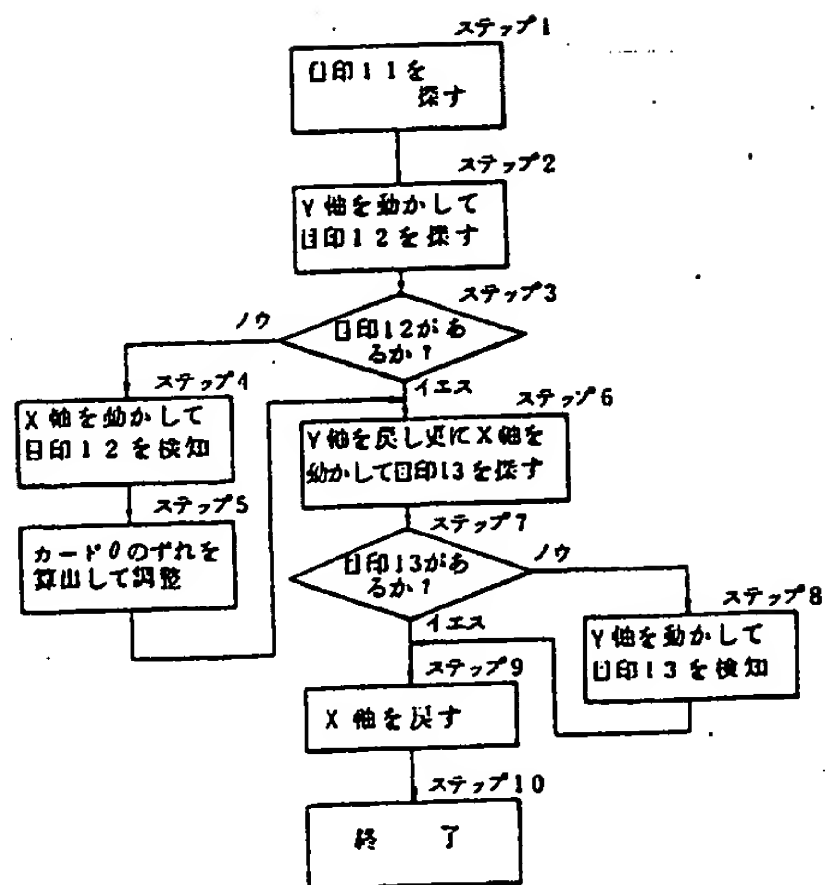 ステップ1
目印11を
探す
ステップ2
Y軸を動かして
目印12を探す
ステップ3
目印12があ
るか?
ノウ
イエス
ステップ4
X軸を動かして
目印12を検知
ステップ5
カード0のずれを
算出して調整
ステップ6
Y軸を戻し更にX軸を
動かして目印13を探す
ステップ7
目印13があ
るか?
ノウ
イエス
ステップ8
Y軸を動かして
目印13を検知
ステップ9
X軸を戻す
ステップ10
終 了